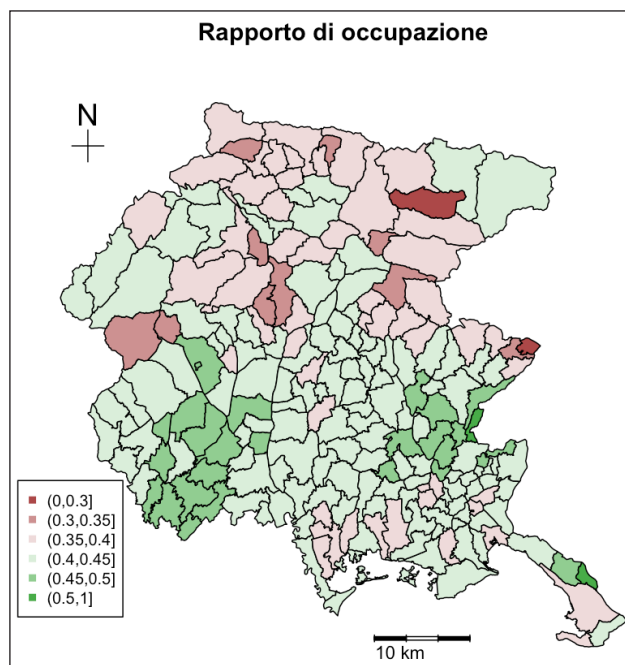 Rapporto di occupazione
N
(0,0.3]
(0.3,0.35]
(0.35,0.4]
(0.4,0.45]
(0.45,0.5]
(0.5,1]
10 km